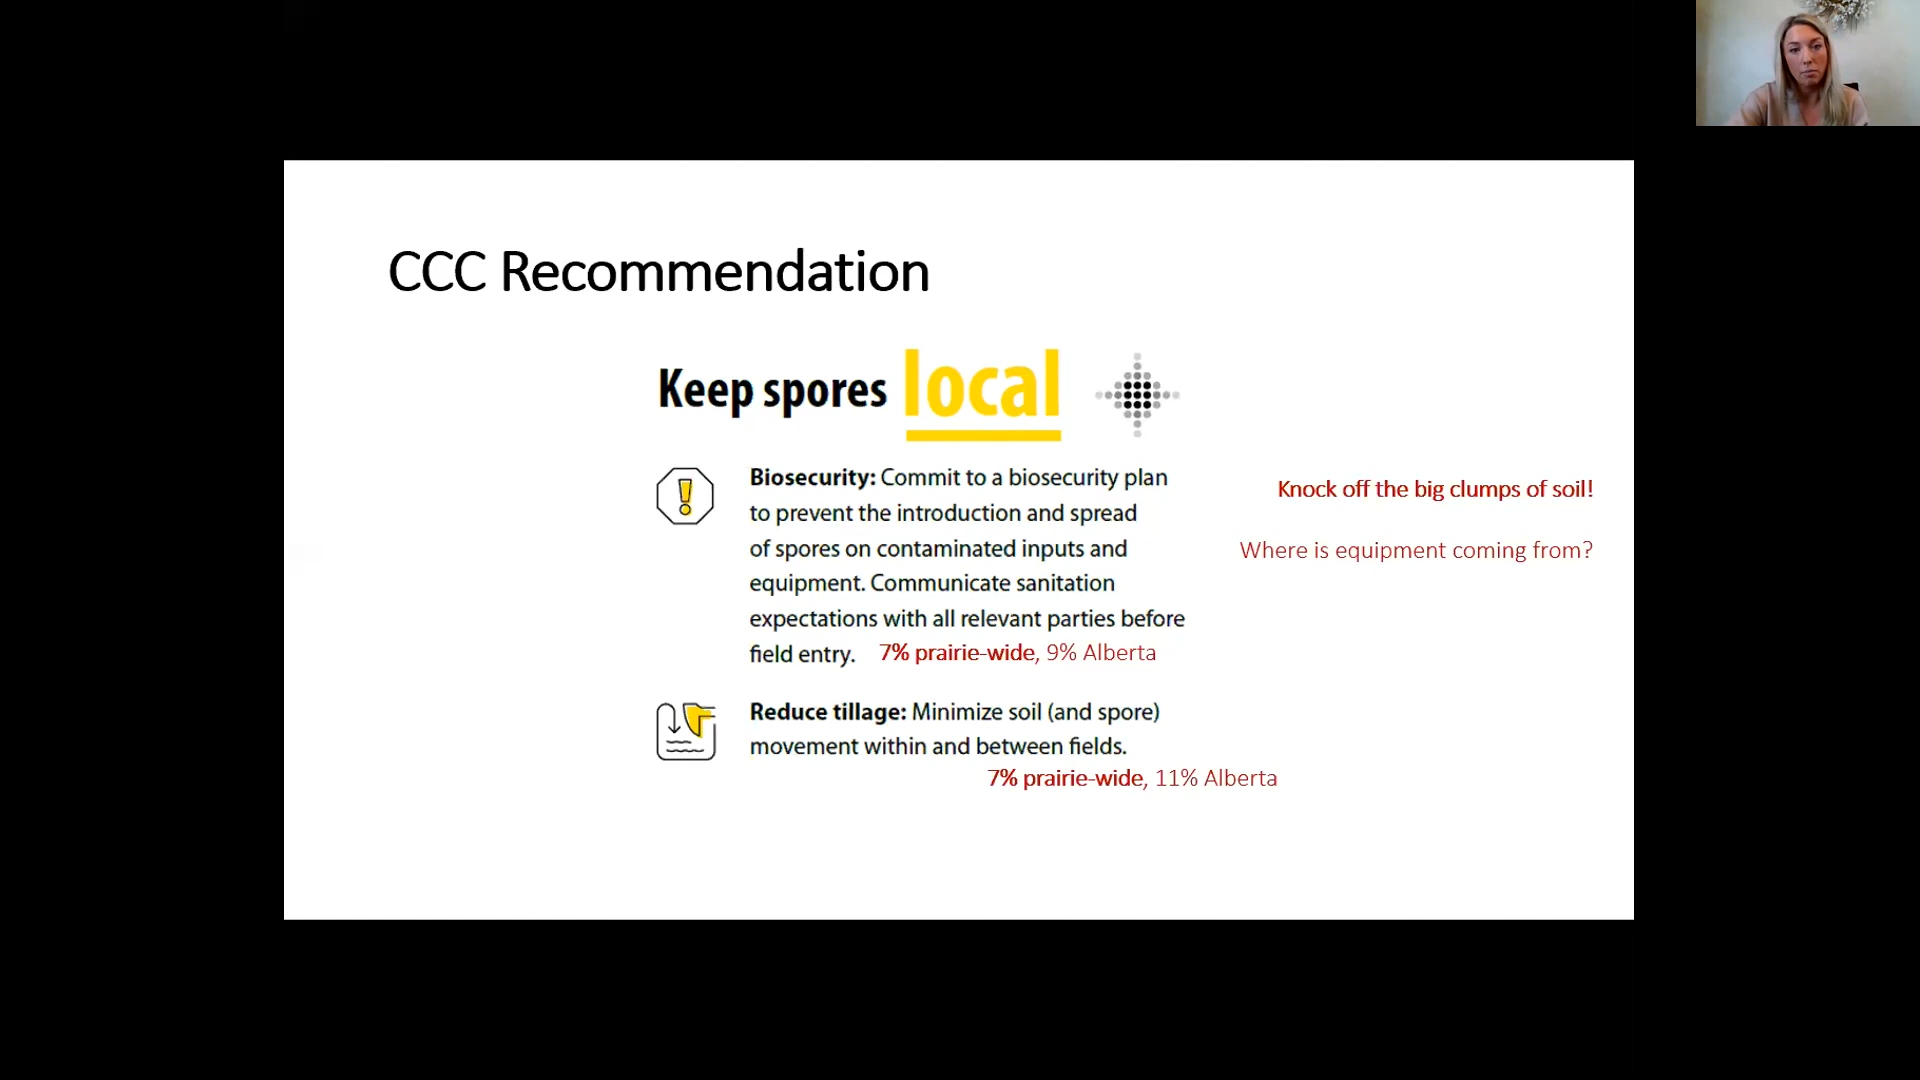 CCC Recommendation
Keep spores local
Biosecurity: Commit to a biosecurity plan
to prevent the introduction and spread
of spores on contaminated inputs and
equipment. Communicate sanitation
expectations with all relevant parties before
field entry. 7% prairie-wide, 9% Alberta
Knock off the big clumps of soil!
Where is equipment coming from?
Reduce tillage: Minimize soil (and spore)
movement within and between fields.
7% prairie-wide, 11% Alberta